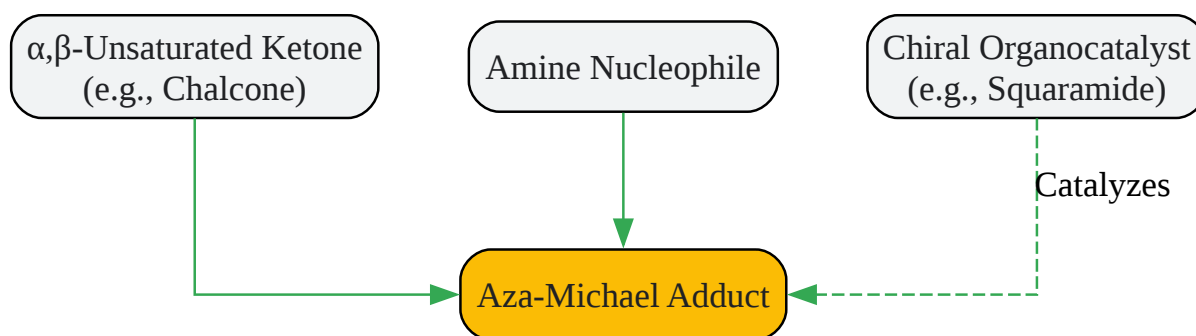 α,β-Unsaturated Ketone
(e.g., Chalcone)
Amine Nucleophile
Chiral Organocatalyst
(e.g., Squaramide)
Catalyzes
Aza-Michael Adduct